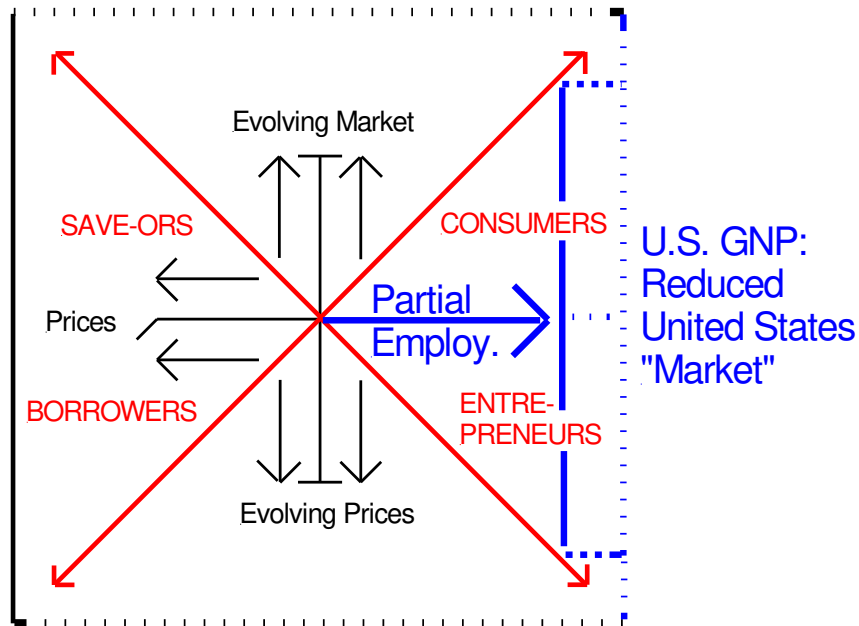 Evolving Market
SAVE-ORS
CONSUMERS
U.S. GNP:
Reduced
United States
"Market"
Prices
Partial
Employ.
BORROWERS
ENTRE-
PRENEURS
Evolving Prices